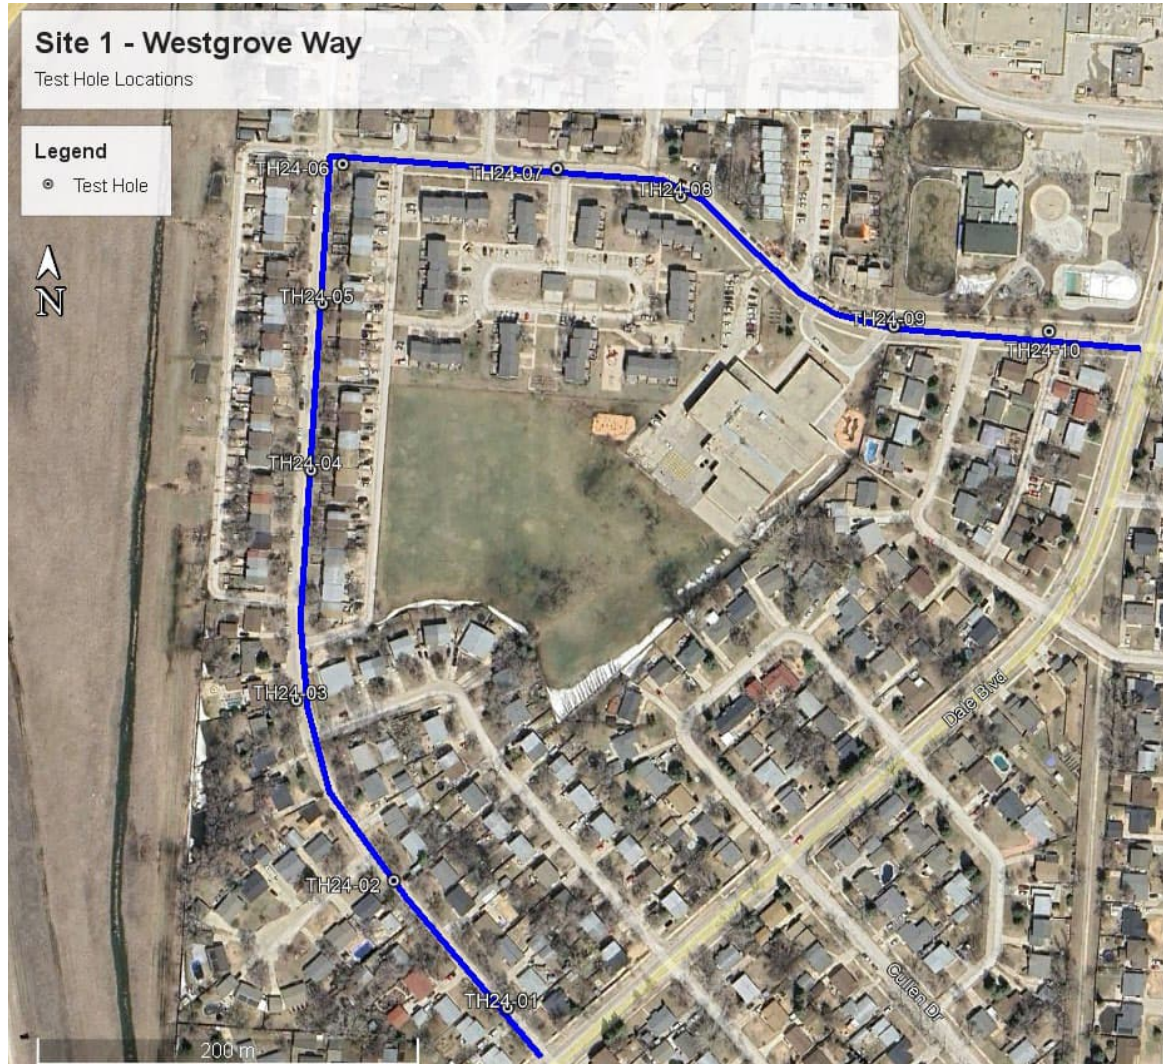 Site 1 - Westgrove Way
Test Hole Locations
Legend
Test Hole
N
TH24-06
TH24-07
TH24-08
TH24-05
TH24-09
TH24-10
TH24-04
TH24-03
Dale Blvd
TH24-02
Cullen Dr
TH24-01
200 m